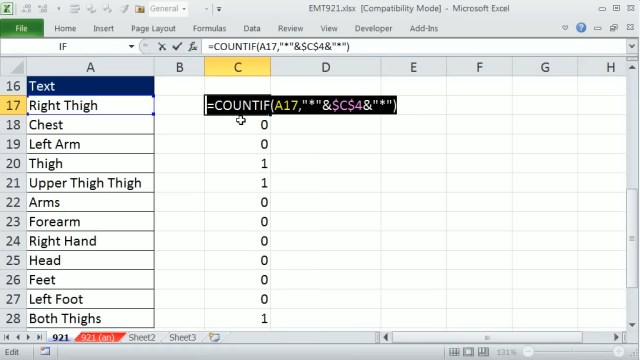 EMT921.xlsx [Compatibility Mode] - Microsoft Excel
General
File Home Insert Page Layout Formulas Data Review View Developer Add-Ins
IF =COUNTIF(A17,"*"&$C$4&"*")
A B C D E F G H
16 Text
17 Right Thigh =COUNTIF(A17,"*"&$C$4&"*")
18 Chest 0
19 Left Arm 0
20 Thigh 1
21 Upper Thigh Thigh 1
22 Arms 0
23 Forearm 0
24 Right Hand 0
25 Head 0
26 Feet 0
27 Left Foot 0
28 Both Thighs 1
921 921 (an) Sheet2 Sheet3
Edit 131%